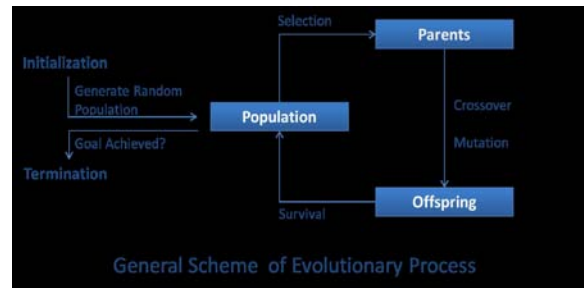 Selection
Parents
Initialization
Generate Random
Population
Population
Crossover
Goal Achieved?
Mutation
Termination
Offspring
Survival
General Scheme of Evolutionary Process